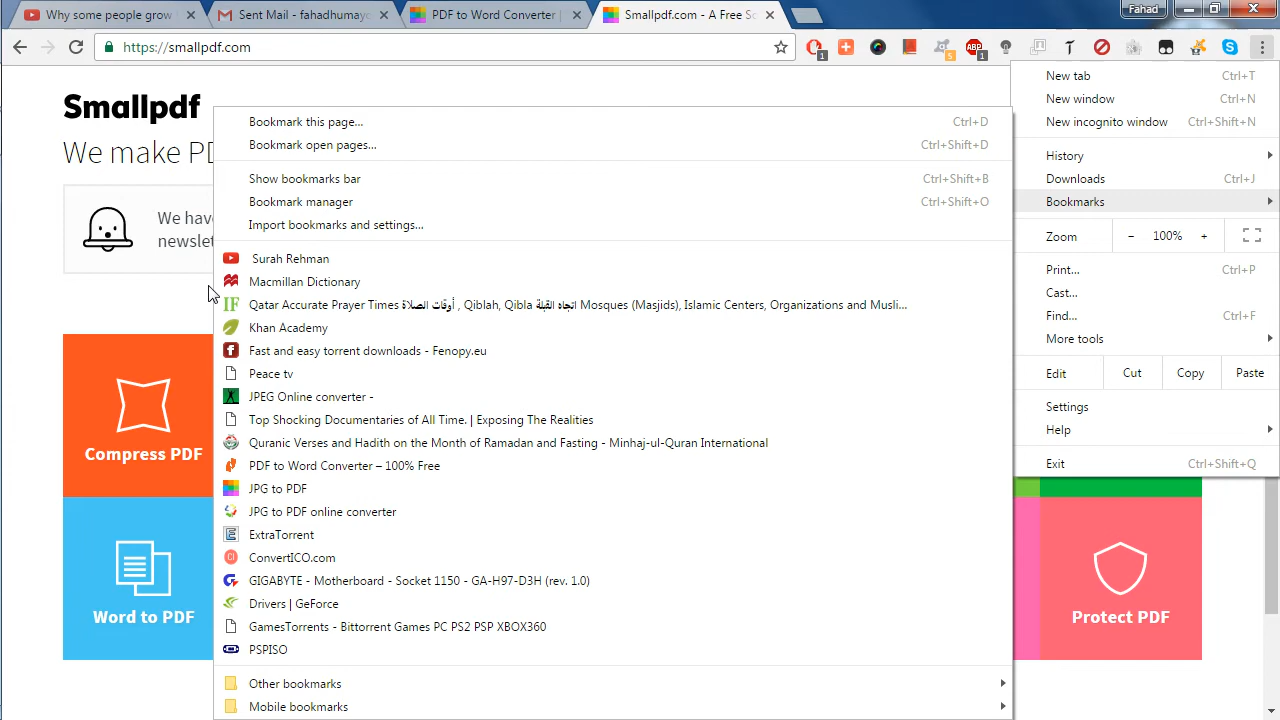 Why some people grow
Sent Mail - fahadhumayo
PDF to Word Converter |
Smallpdf.com - A Free So
Fahad
https://smallpdf.com
1
5
1
Smallpdf
We make PD
We have
newslet
Compress PDF
Word to PDF
Protect PDF
Bookmark this page... Ctrl+D
Bookmark open pages... Ctrl+Shift+D
Show bookmarks bar Ctrl+Shift+B
Bookmark manager Ctrl+Shift+O
Import bookmarks and settings...
Surah Rehman
Macmillan Dictionary
Qatar Accurate Prayer Times أوقات الصلاة , Qiblah, Qibla اتجاه القبلة Mosques (Masjids), Islamic Centers, Organizations and Musli...
Khan Academy
Fast and easy torrent downloads - Fenopy.eu
Peace tv
JPEG Online converter -
Top Shocking Documentaries of All Time. | Exposing The Realities
Quranic Verses and Hadith on the Month of Ramadan and Fasting - Minhaj-ul-Quran International
PDF to Word Converter – 100% Free
JPG to PDF
JPG to PDF online converter
ExtraTorrent
ConvertICO.com
GIGABYTE - Motherboard - Socket 1150 - GA-H97-D3H (rev. 1.0)
Drivers | GeForce
GamesTorrents - Bittorrent Games PC PS2 PSP XBOX360
PSPISO
Other bookmarks
Mobile bookmarks
New tab Ctrl+T
New window Ctrl+N
New incognito window Ctrl+Shift+N
History
Downloads Ctrl+J
Bookmarks
Zoom − 100% +
Print... Ctrl+P
Cast...
Find... Ctrl+F
More tools
Edit Cut Copy Paste
Settings
Help
Exit Ctrl+Shift+Q